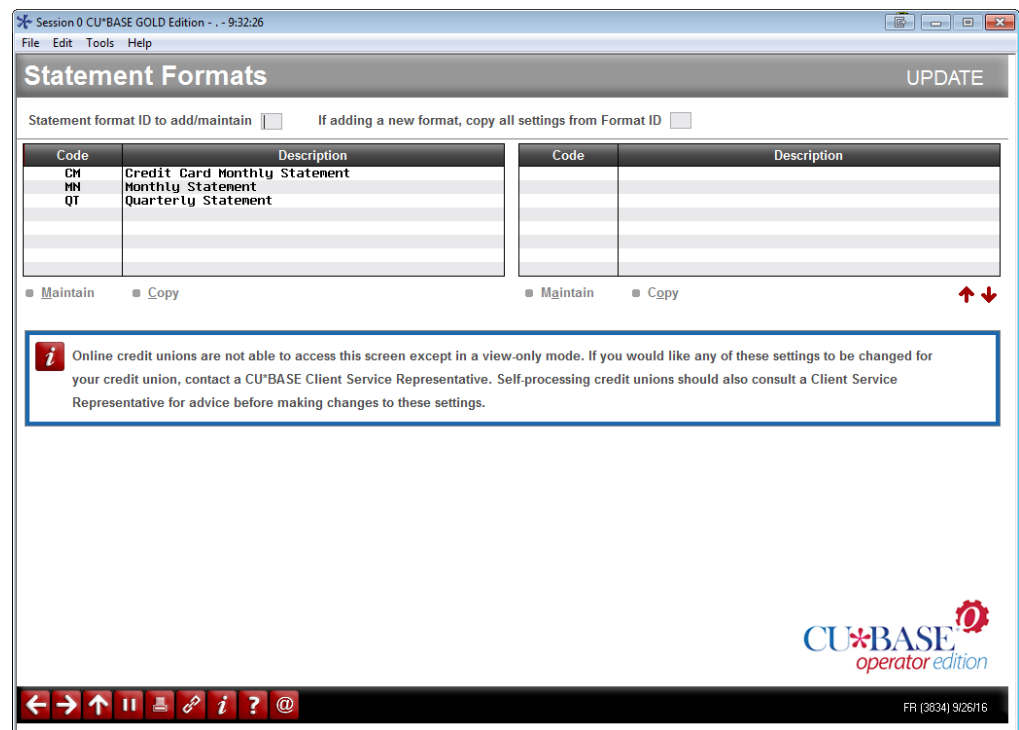 Session 0 CU*BASE GOLD Edition - . - 9:32:26
File Edit Tools Help
Statement Formats
UPDATE
Statement format ID to add/maintain
If adding a new format, copy all settings from Format ID
Code Description
CM Credit Card Monthly Statement
MN Monthly Statement
QT Quarterly Statement
Maintain Copy
Code Description
Maintain Copy
i
Online credit unions are not able to access this screen except in a view-only mode. If you would like any of these settings to be changed for
your credit union, contact a CU*BASE Client Service Representative. Self-processing credit unions should also consult a Client Service
Representative for advice before making changes to these settings.
CU*BASE
operator edition
i ? @
FR (3834) 9/26/16